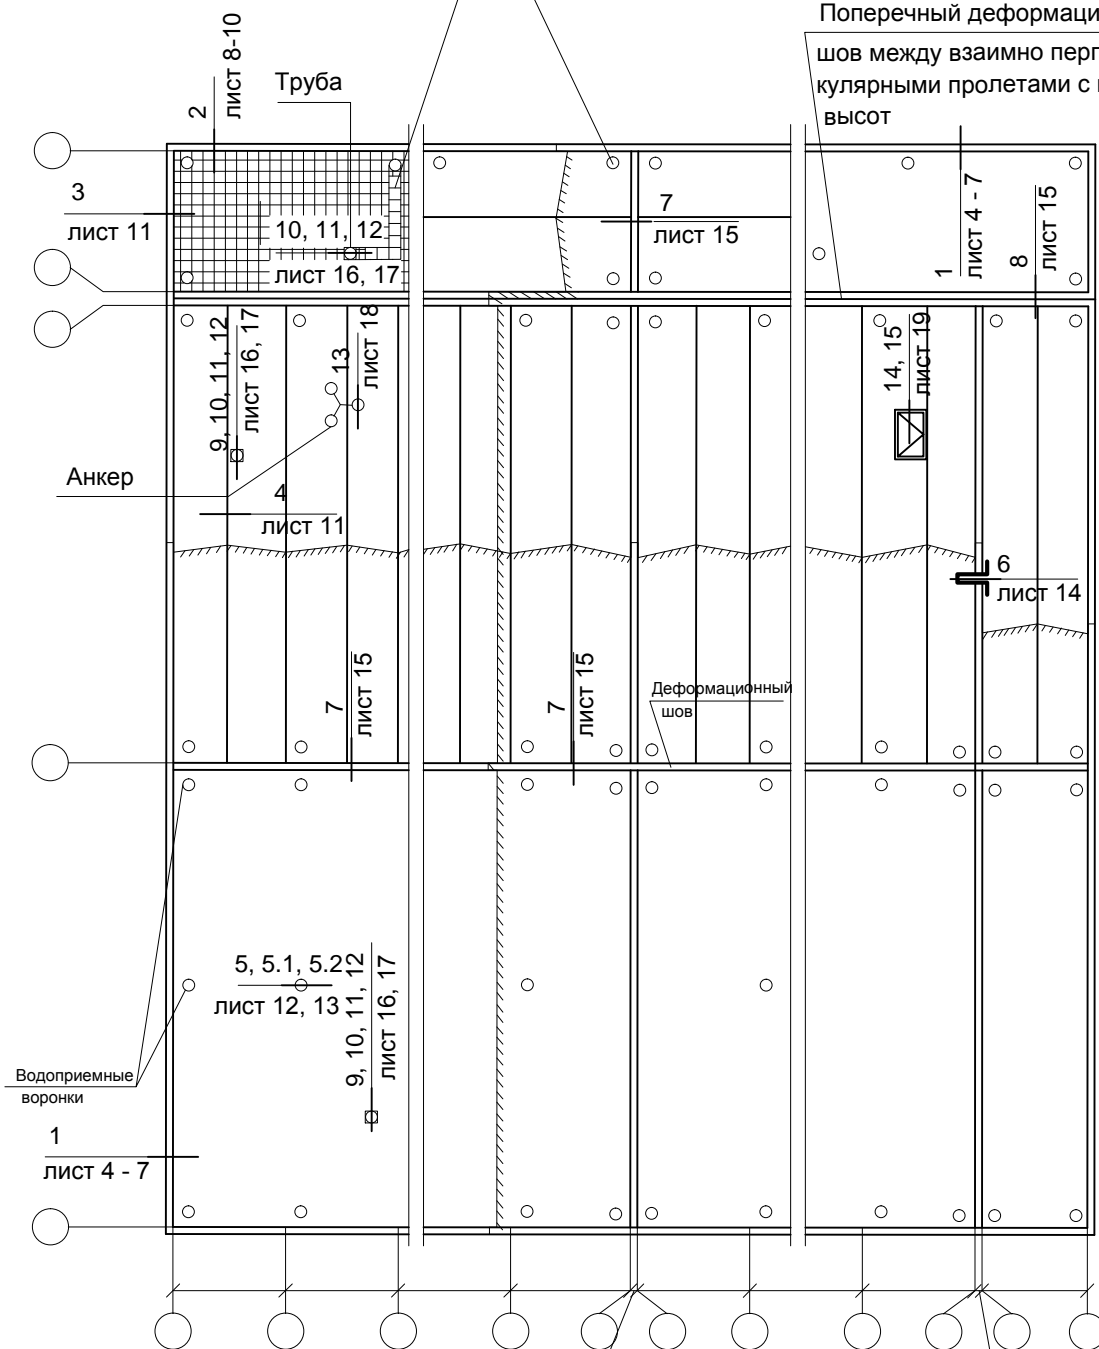 Поперечный
шов между взаимно
кулярными пролетами с
высот
2
лист 8-10
Труба
3
лист 11
10, 11, 12
лист 16, 17
7
лист 15
1
лист 4 - 7
8
лист 15
9, 10, 11, 12
лист 16, 17
13
лист 18
14, 15
лист 19
Анкер
4
лист 11
6
лист 14
7
лист 15
7
лист 15
Деформационный
шов
5, 5.1, 5.2
лист 12, 13
9, 10, 11, 12
лист 16, 17
Водоприемные
воронки
1
лист 4 - 7